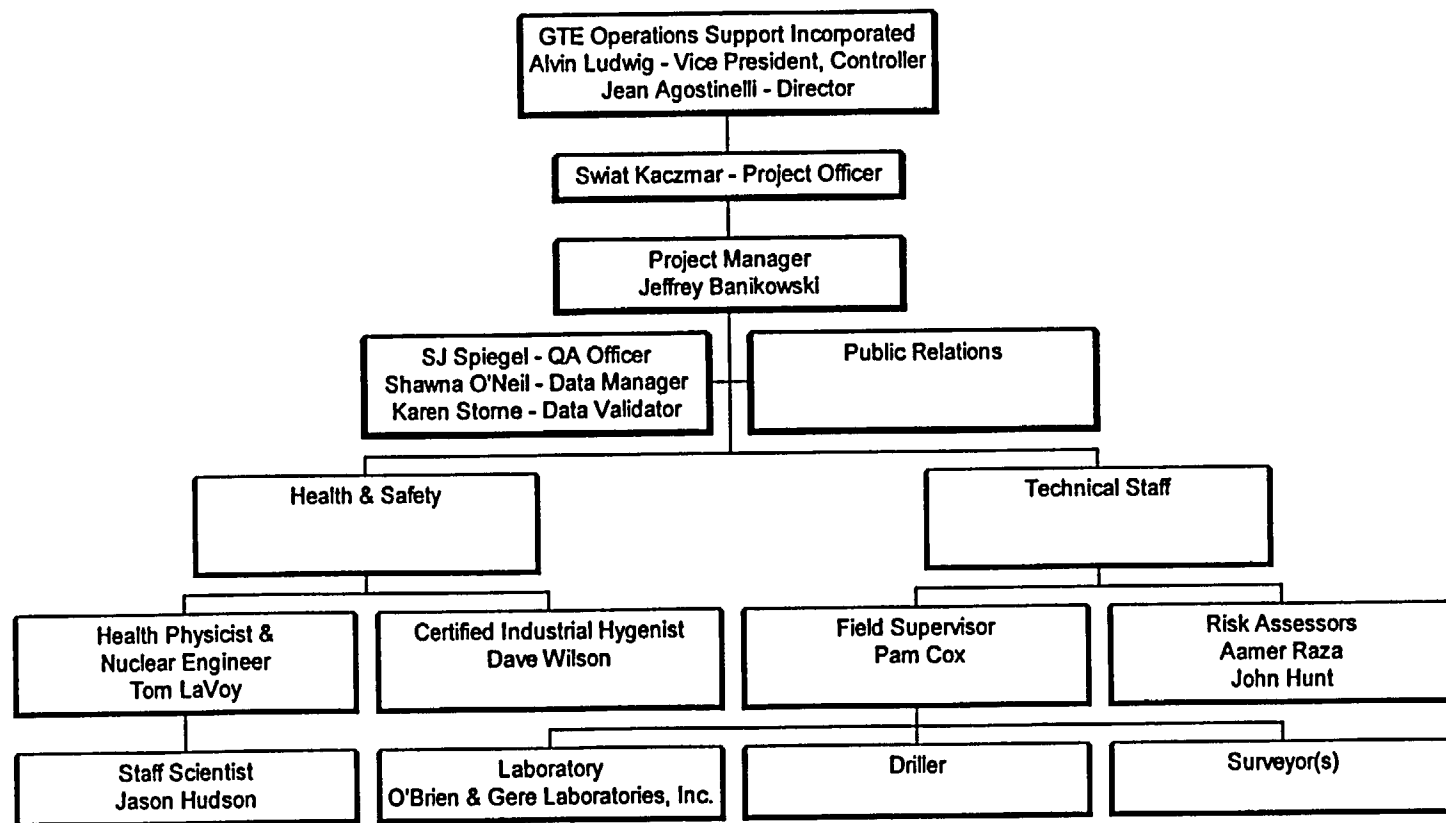 GTE Operations Support Incorporated
Alvin Ludwig - Vice President, Controller
Jean Agostinelli - Director
Swiat Kaczmar - Project Officer
Project Manager
Jeffrey Banikowski
SJ Spiegel - QA Officer
Shawna O'Neil - Data Manager
Karen Storne - Data Validator
Public Relations
Health & Safety
Technical Staff
Health Physicist &
Nuclear Engineer
Tom LaVoy
Certified Industrial Hygenist
Dave Wilson
Field Supervisor
Pam Cox
Risk Assessors
Aamer Raza
John Hunt
Staff Scientist
Jason Hudson
Laboratory
O'Brien & Gere Laboratories, Inc.
Driller
Surveyor(s)